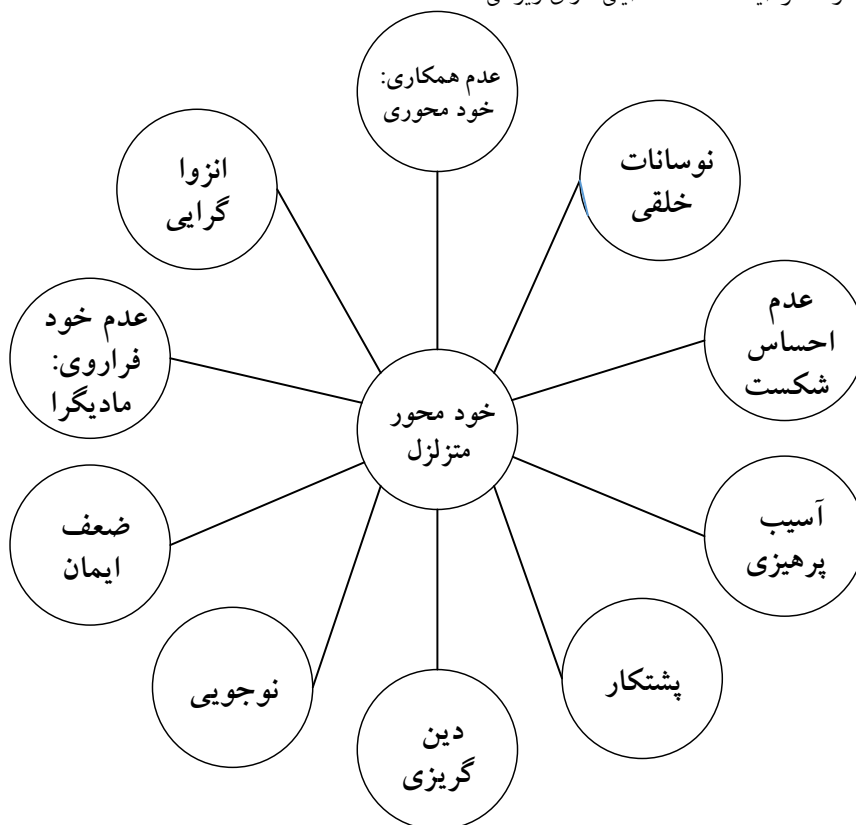 عدم همکاری:
خود محوری
نوسانات
خلقی
انزوا
گرایی
عدم
احساس
شکست
عدم خود
فراروی:
مادیگرا
خود محور
متزلزل
آسیب
پرهیزی
ضعف
ایمان
پشتکار
نوجویی
دین
گریزی